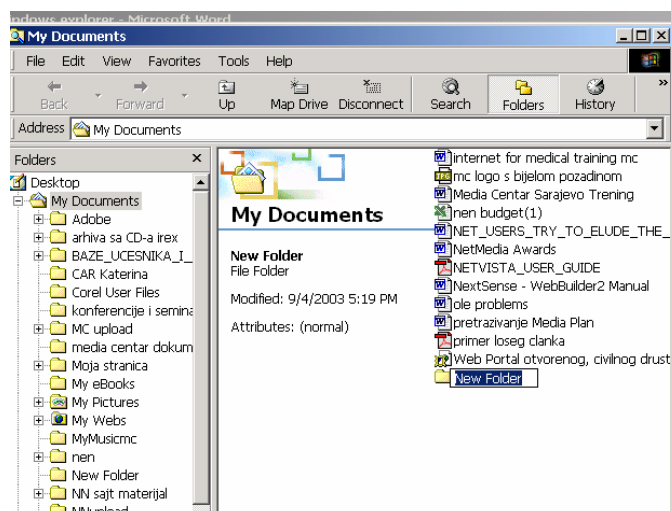 ndows explorer - Microsoft Word
My Documents
File Edit View Favorites Tools Help
Back Forward Up Map Drive Disconnect Search Folders History »
Address My Documents
Folders ×
Desktop
My Documents
Adobe
arhiva sa CD-a irex
BAZE_UCESNIKA_I_
CAR Katerina
Corel User Files
konferencije i semina
MC upload
media centar dokum
Moja stranica
My eBooks
My Pictures
My Webs
MyMusicmc
nen
New Folder
NN sajt materijal
NNupload
My Documents
New Folder
File Folder
Modified: 9/4/2003 5:19 PM
Attributes: (normal)
internet for medical training mc
mc logo s bijelom pozadinom
Media Centar Sarajevo Trening
nen budget(1)
NET_USERS_TRY_TO_ELUDE_THE_
NetMedia Awards
NETVISTA_USER_GUIDE
NextSense - WebBuilder2 Manual
ole problems
pretrazivanje Media Plan
primer loseg clanka
Web Portal otvorenog, civilnog drust
New Folder